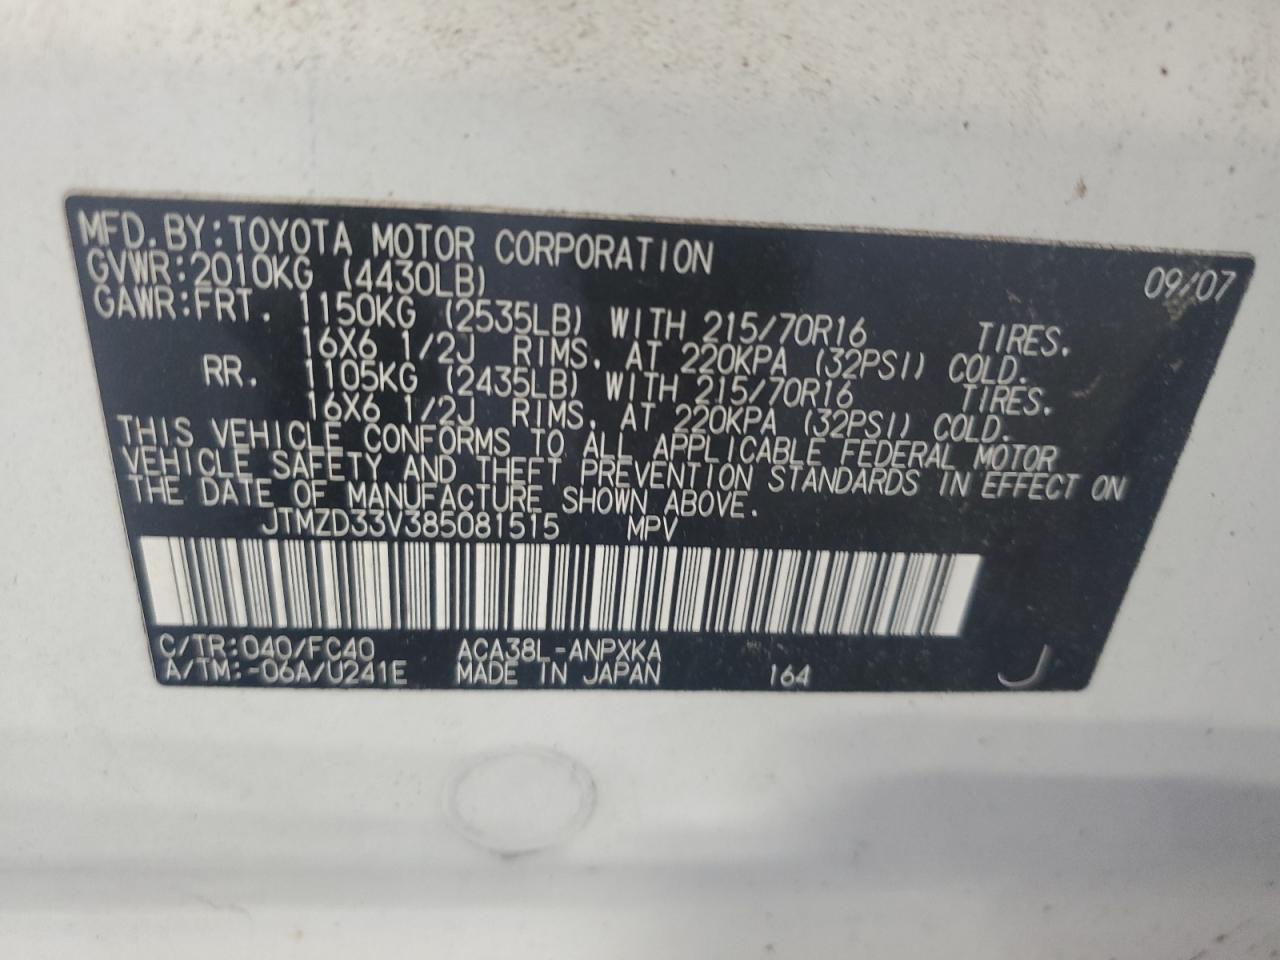 MFD. BY: TOYOTA MOTOR CORPORATION 09/07
GVWR: 2010KG (4430LB)
GAWR: FRT. 1150KG (2535LB) WITH 215/70R16 TIRES.
16X6 1/2J RIMS, AT 220KPA (32PSI) COLD.
RR. 1105KG (2435LB) WITH 215/70R16 TIRES.
16X6 1/2J RIMS, AT 220KPA (32PSI) COLD.
THIS VEHICLE CONFORMS TO ALL APPLICABLE FEDERAL MOTOR
VEHICLE SAFETY AND THEFT PREVENTION STANDARDS IN EFFECT ON
THE DATE OF MANUFACTURE SHOWN ABOVE.
JTMZD33V385081515 MPV
C/TR: 040/FC40 ACA38L-ANPXKA
A/TM: -06A/U241E MADE IN JAPAN 164 J